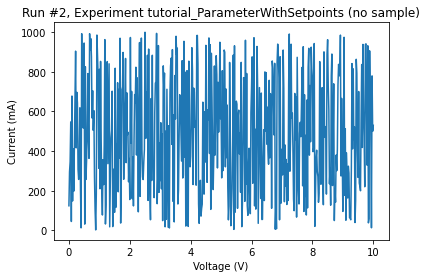 Run #2, Experiment tutorial_ParameterWithSetpoints (no sample)
1000
800
600
400
200
0
Current (mA)
0 2 4 6 8 10
Voltage (V)